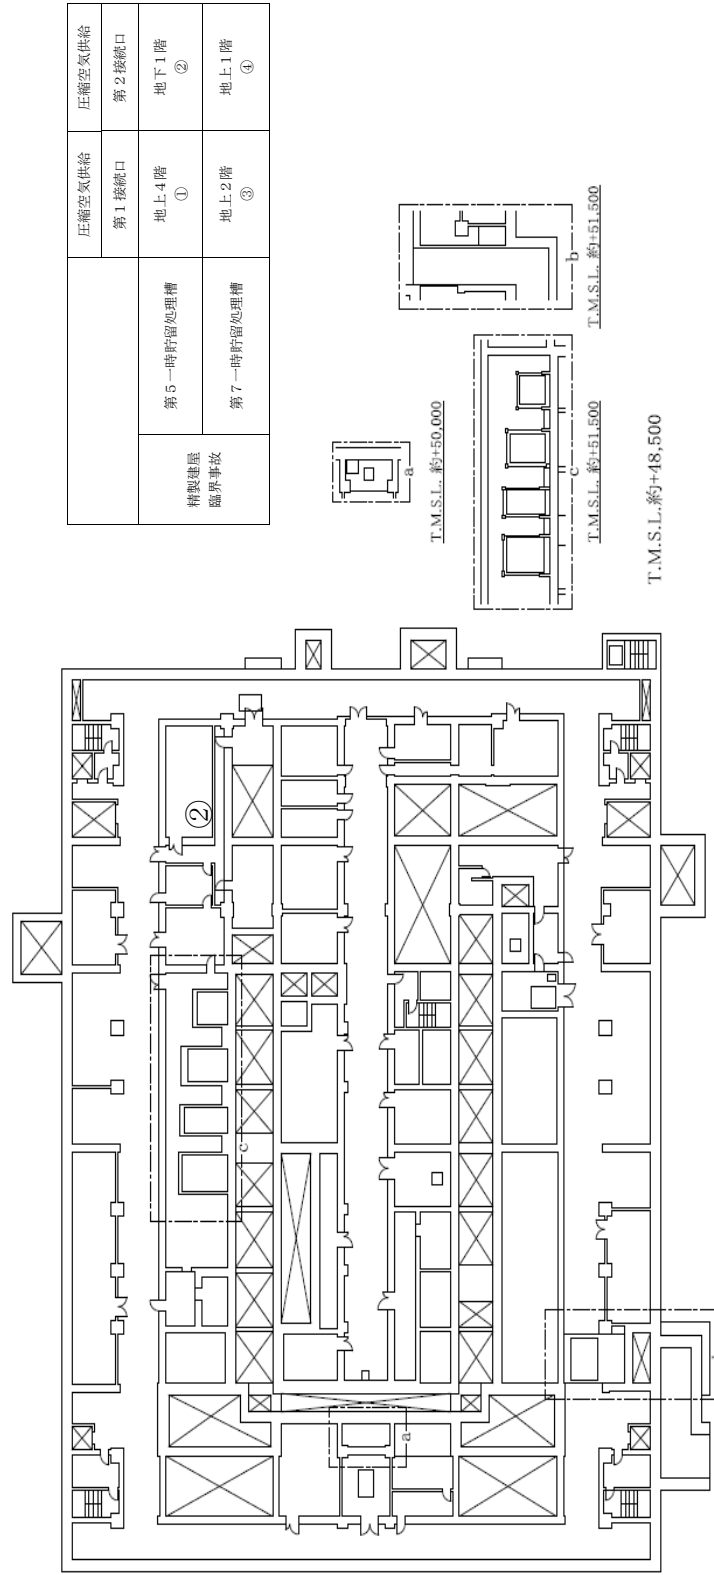 圧縮空気供給
第1接続口
圧縮空気供給
第2接続口
精製建屋
臨界事故
第5一時貯留処理槽
地上4階
①
地下1階
②
第7一時貯留処理槽
地上2階
③
地上1階
④
a
T.M.S.L. 約+50,000
b
T.M.S.L. 約+51,500
c
T.M.S.L. 約+51,500
T.M.S.L.約+48,500
②
c
a